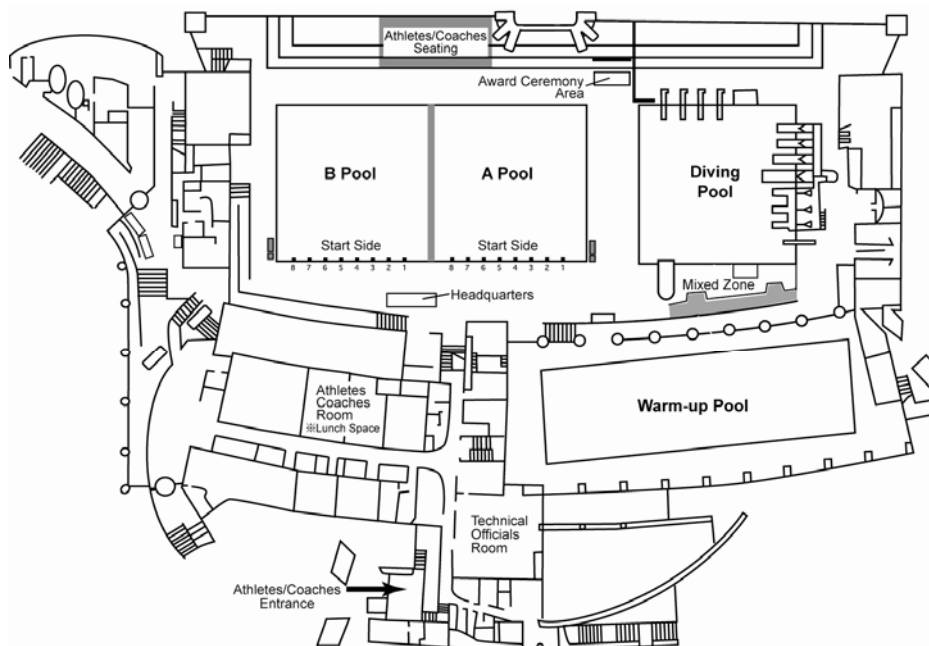 Athletes/Coaches
Seating
Award Ceremony
Area
B Pool
A Pool
Diving
Pool
Start Side
Start Side
8 7 6 5 4 3 2 1
8 7 6 5 4 3 2 1
Mixed Zone
Headquarters
Athletes
Coaches
Room
※Lunch Space
Warm-up Pool
Technical
Officials
Room
Athletes/Coaches
Entrance